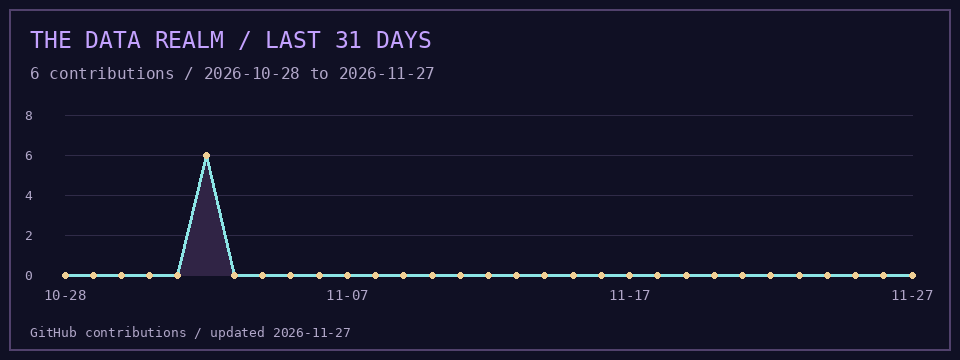 THE DATA REALM / LAST 31 DAYS
6 contributions / 2026-10-28 to 2026-11-27
8
6
4
2
0
10-28 11-07 11-17 11-27
GitHub contributions / updated 2026-11-27